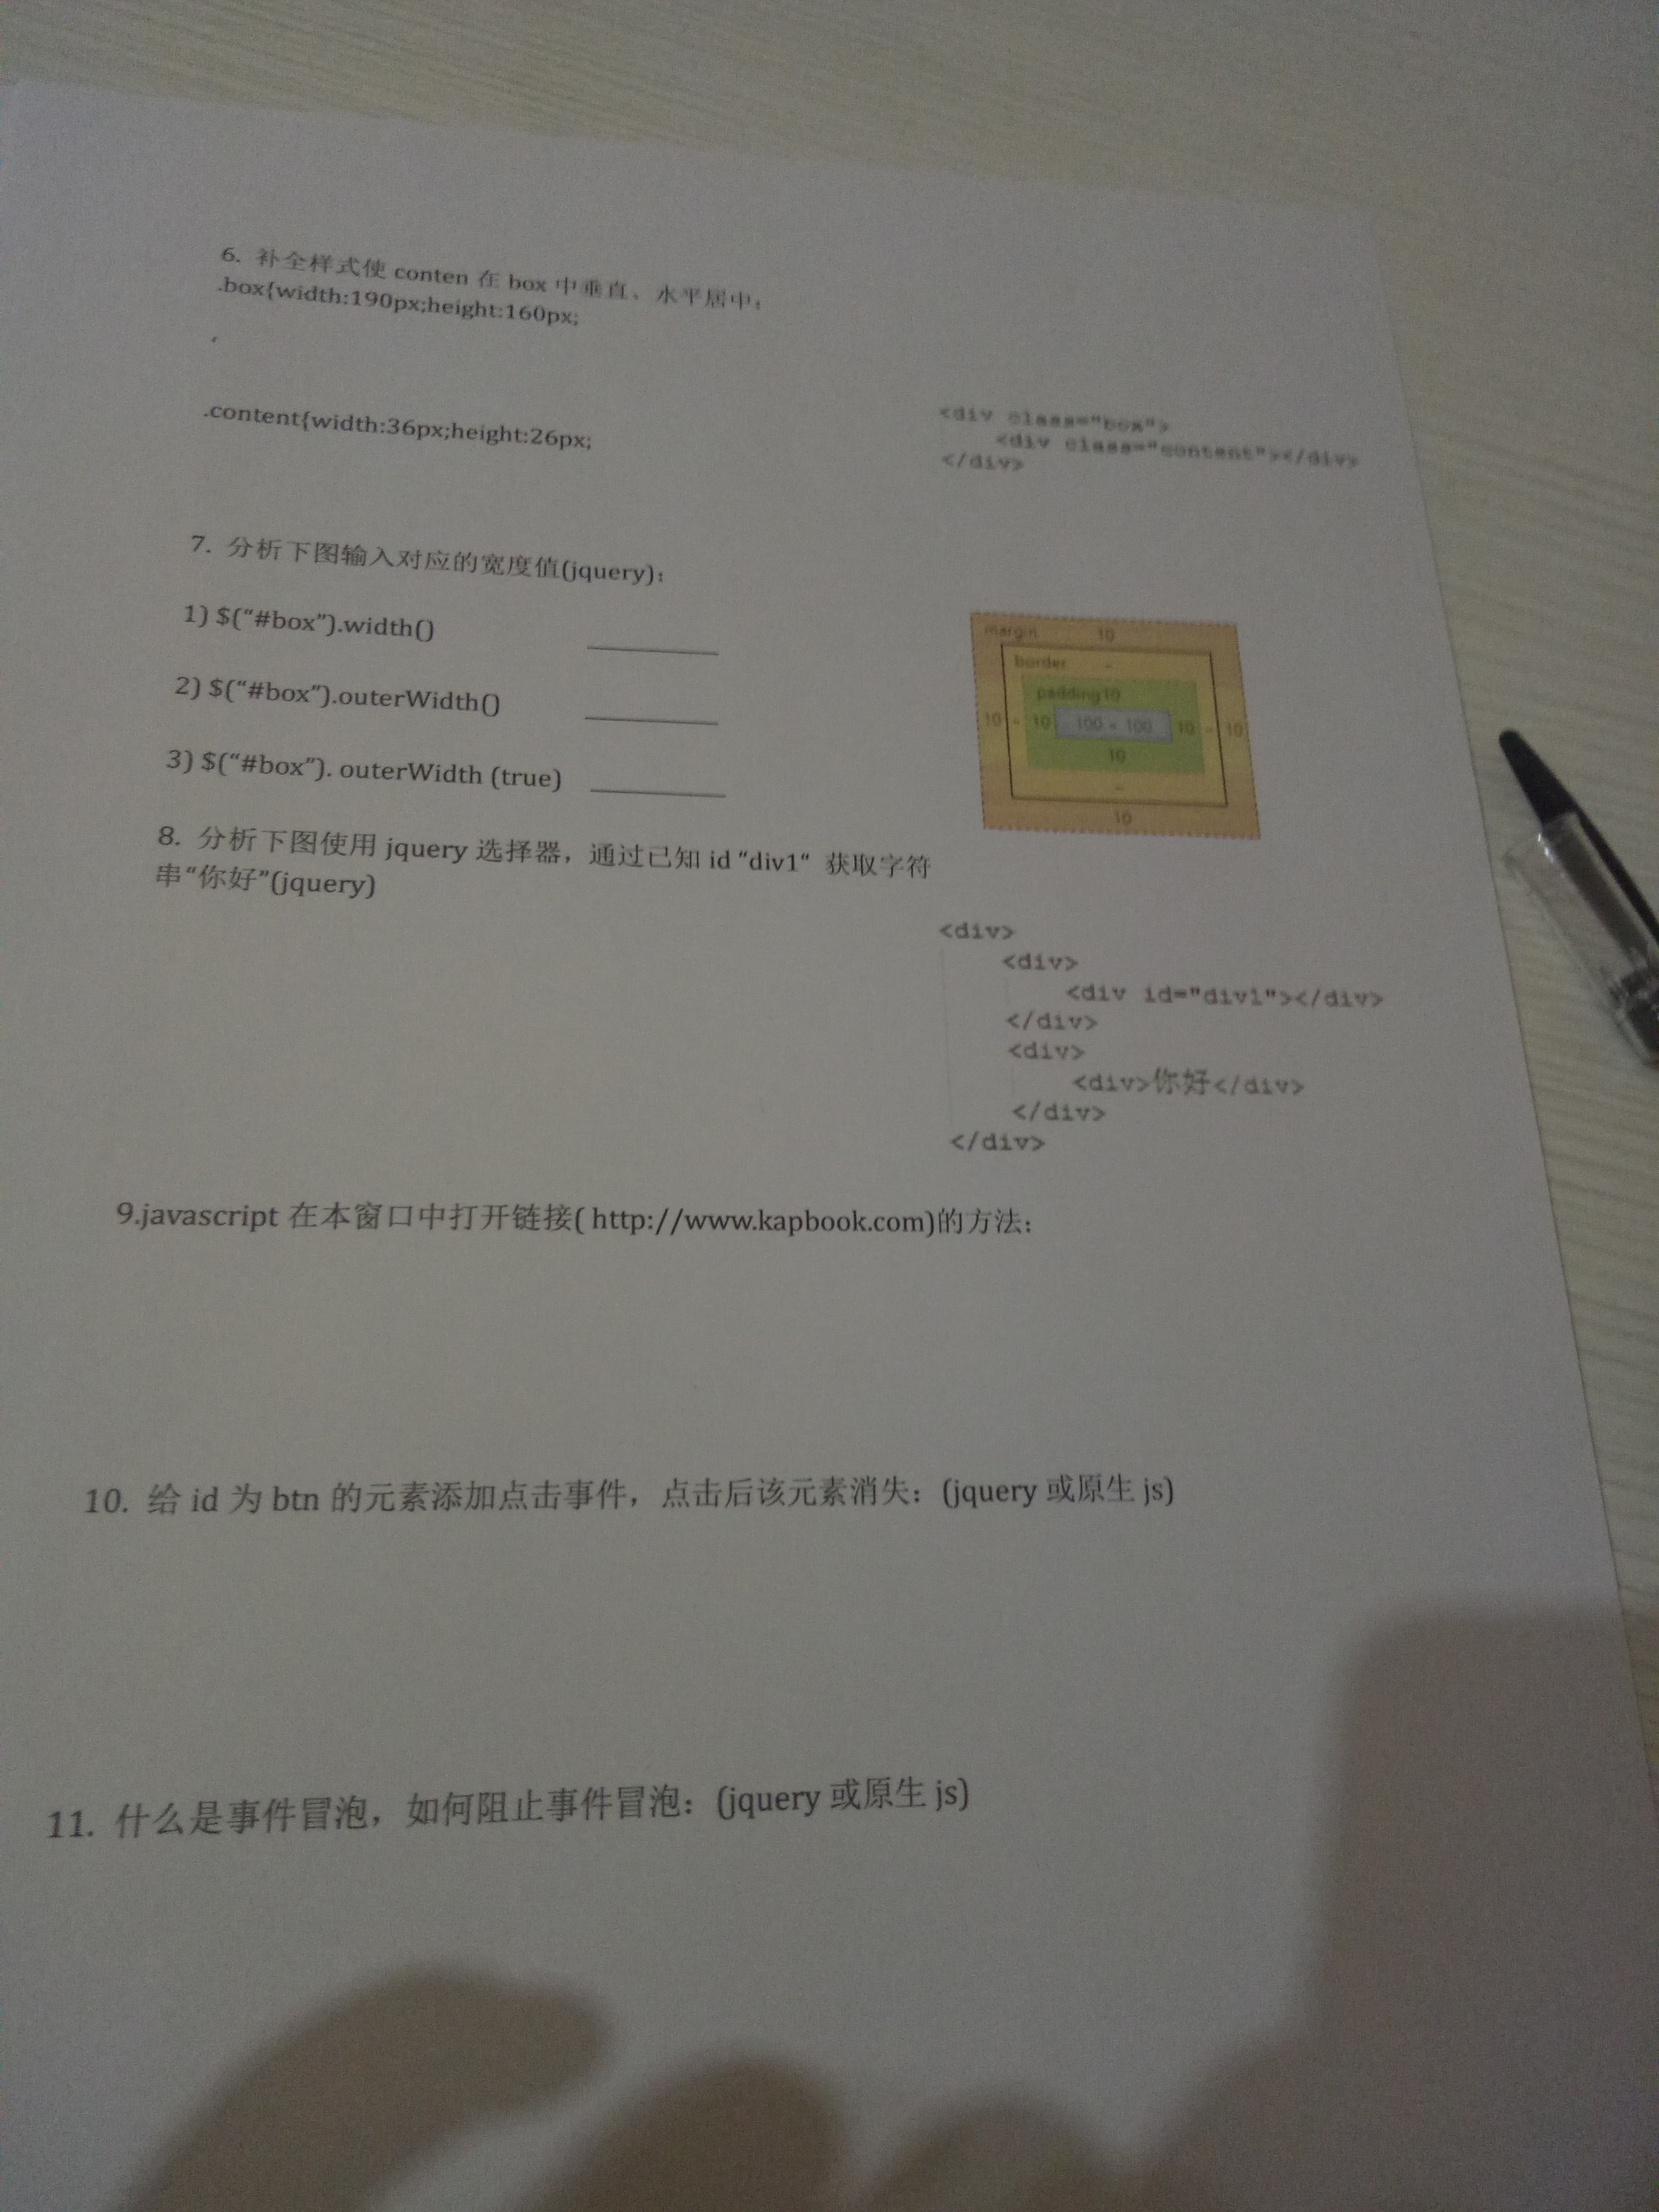 6. 补全样式使 conten 在 box 中垂直、水平居中：
.box{width:190px;height:160px;
.content{width:36px;height:26px;
<div class="box">
<div class="content"></div>
</div>
7. 分析下图输入对应的宽度值(jquery)：
1) $(“#box”).width()
2) $(“#box”).outerWidth()
3) $(“#box”). outerWidth (true)
margin 10
border -
padding10
10 - 10 100 × 100 10 - 10
10
-
10
8. 分析下图使用 jquery 选择器，通过已知 id “div1“ 获取字符
串“你好”(jquery)
<div>
<div>
<div id="div1"></div>
</div>
<div>
<div>你好</div>
</div>
</div>
9.javascript 在本窗口中打开链接( http://www.kapbook.com)的方法：
10. 给 id 为 btn 的元素添加点击事件，点击后该元素消失：(jquery 或原生 js)
11. 什么是事件冒泡，如何阻止事件冒泡：(jquery 或原生 js)